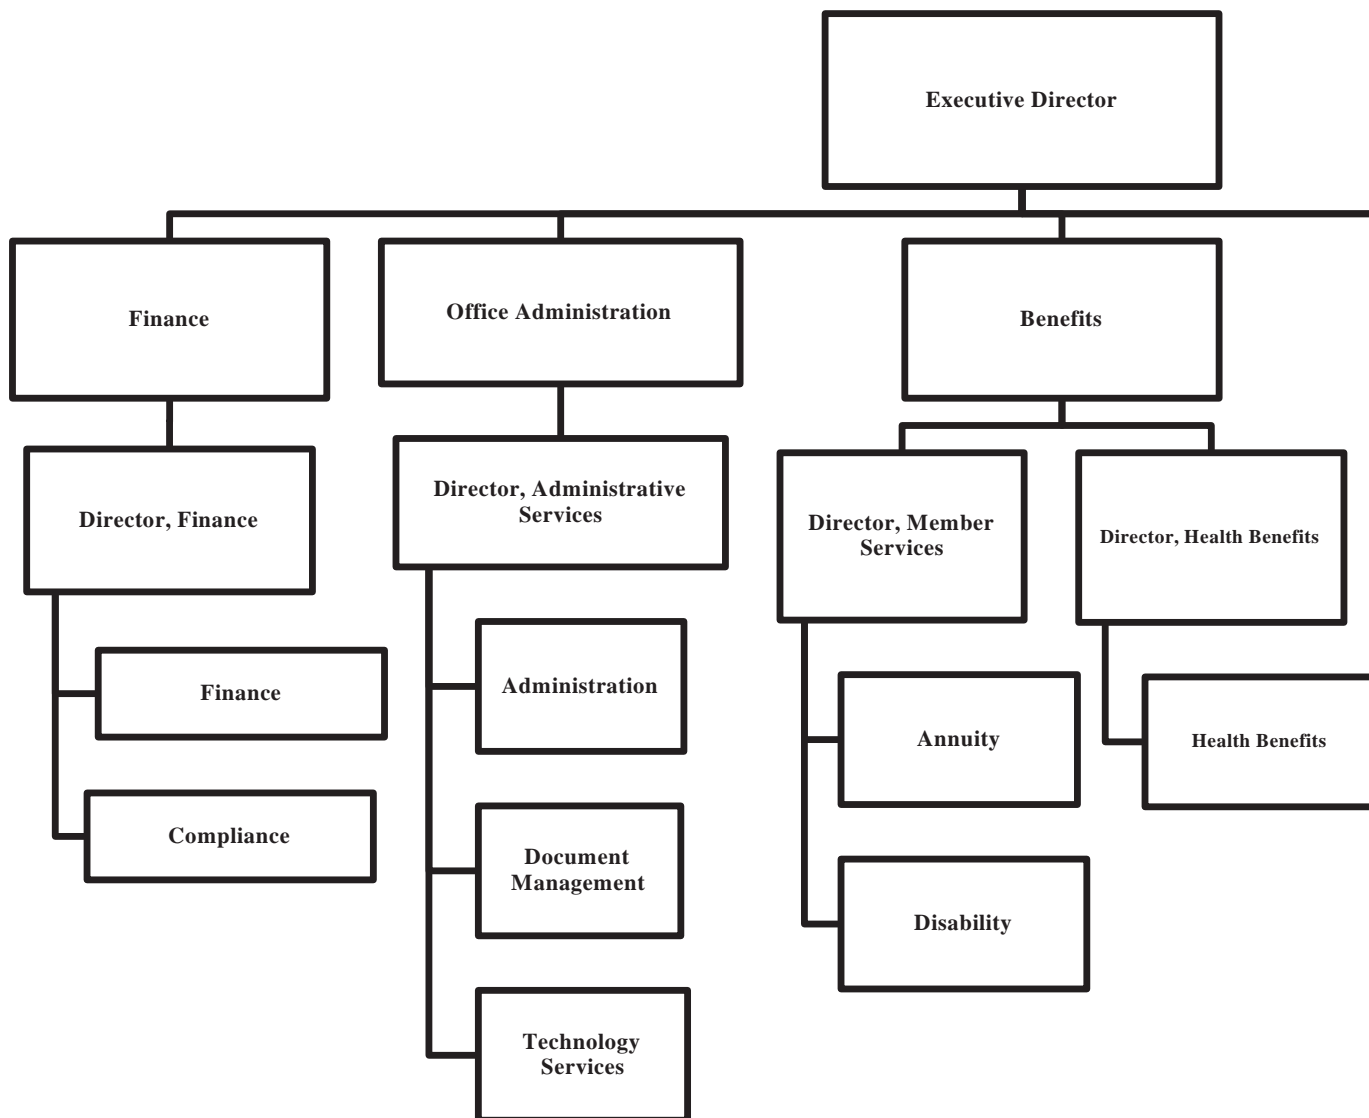 Executive Director
Finance
Office Administration
Benefits
Director, Finance
Director, Administrative
Services
Director, Member
Services
Director, Health Benefits
Finance
Compliance
Administration
Document
Management
Technology
Services
Annuity
Disability
Health Benefits